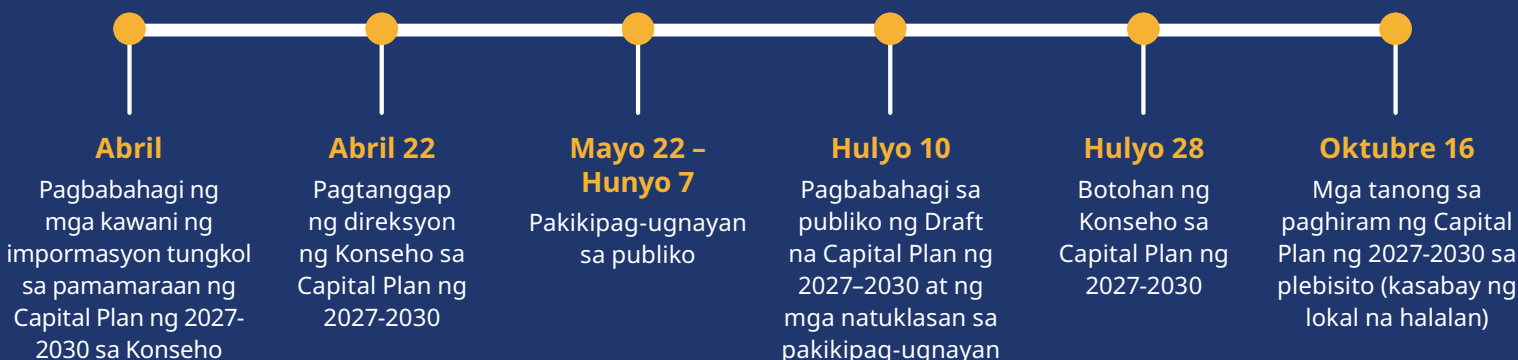 Abril
Pagbabahagi ng
mga kawani ng
impormasyon tungkol
sa pamamaraan ng
Capital Plan ng 2027-
2030 sa Konseho
Abril 22
Pagtanggap
ng direksyon
ng Konseho sa
Capital Plan ng
2027-2030
Mayo 22 –
Hunyo 7
Pakikipag-ugnayan
sa publiko
Hulyo 10
Pagbabahagi sa
publiko ng Draft
na Capital Plan ng
2027–2030 at ng
mga natuklasan sa
pakikipag-ugnayan
Hulyo 28
Botohan ng
Konseho sa
Capital Plan ng
2027-2030
Oktubre 16
Mga tanong sa
paghiram ng Capital
Plan ng 2027-2030 sa
plebisito (kasabay ng
lokal na halalan)